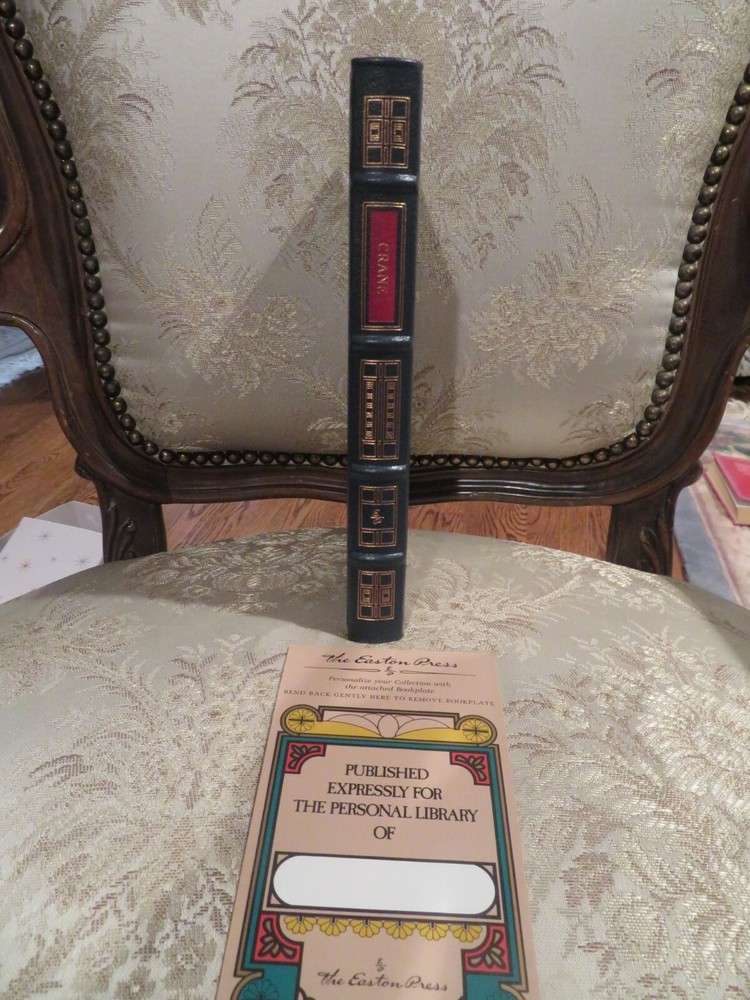 CRANE
The Easton Press
Personalize your Collection with
the attached Bookplate
BEND BACK GENTLY HERE TO REMOVE BOOKPLATE
PUBLISHED
EXPRESSLY FOR
THE PERSONAL LIBRARY
OF
The Easton Press